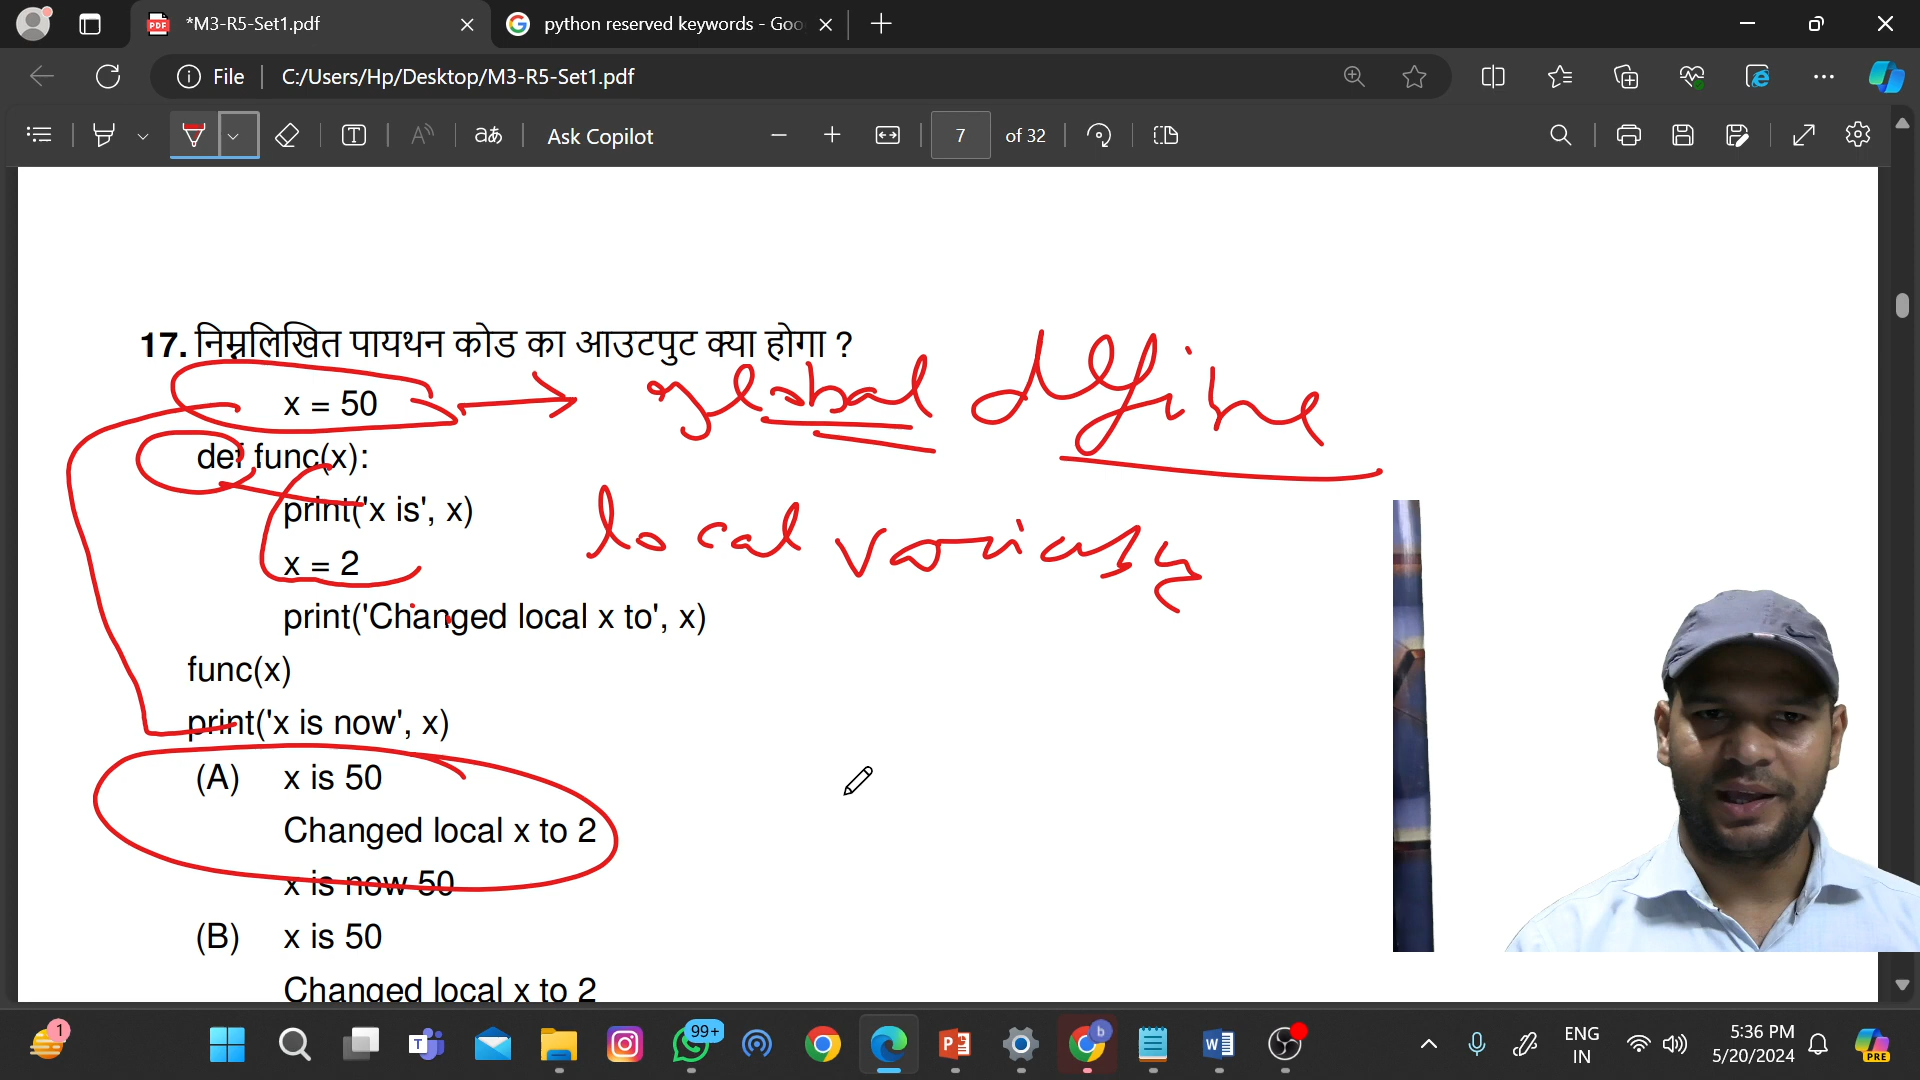 *M3-R5-Set1.pdf
python reserved keywords - Goo
File
C:/Users/Hp/Desktop/M3-R5-Set1.pdf
Ask Copilot
7
of 32
17. निम्नलिखित पायथन कोड का आउटपुट क्या होगा ?
x = 50
global define
def func(x):
print('x is', x)
local
x = 2
print('Changed local x to', x)
func(x)
print('x is now', x)
(A) x is 50
Changed local x to 2
x is now 50
(B) x is 50
Changed local x to 2
1
99+
b
ENG
IN
5:36 PM
5/20/2024
PRE